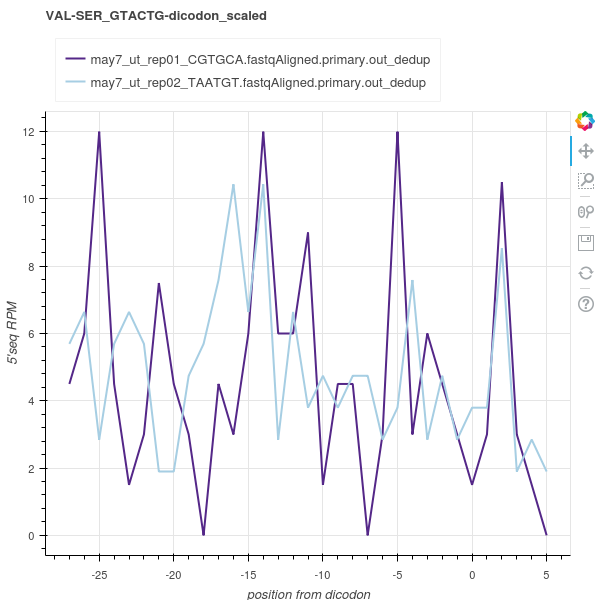 VAL-SER_GTACTG-dicodon_scaled
may7_ut_rep01_CGTGCA.fastqAligned.primary.out_dedup
may7_ut_rep02_TAATGT.fastqAligned.primary.out_dedup
12
10
8
6
4
2
0
5'seq RPM
-25 -20 -15 -10 -5 0 5
position from dicodon